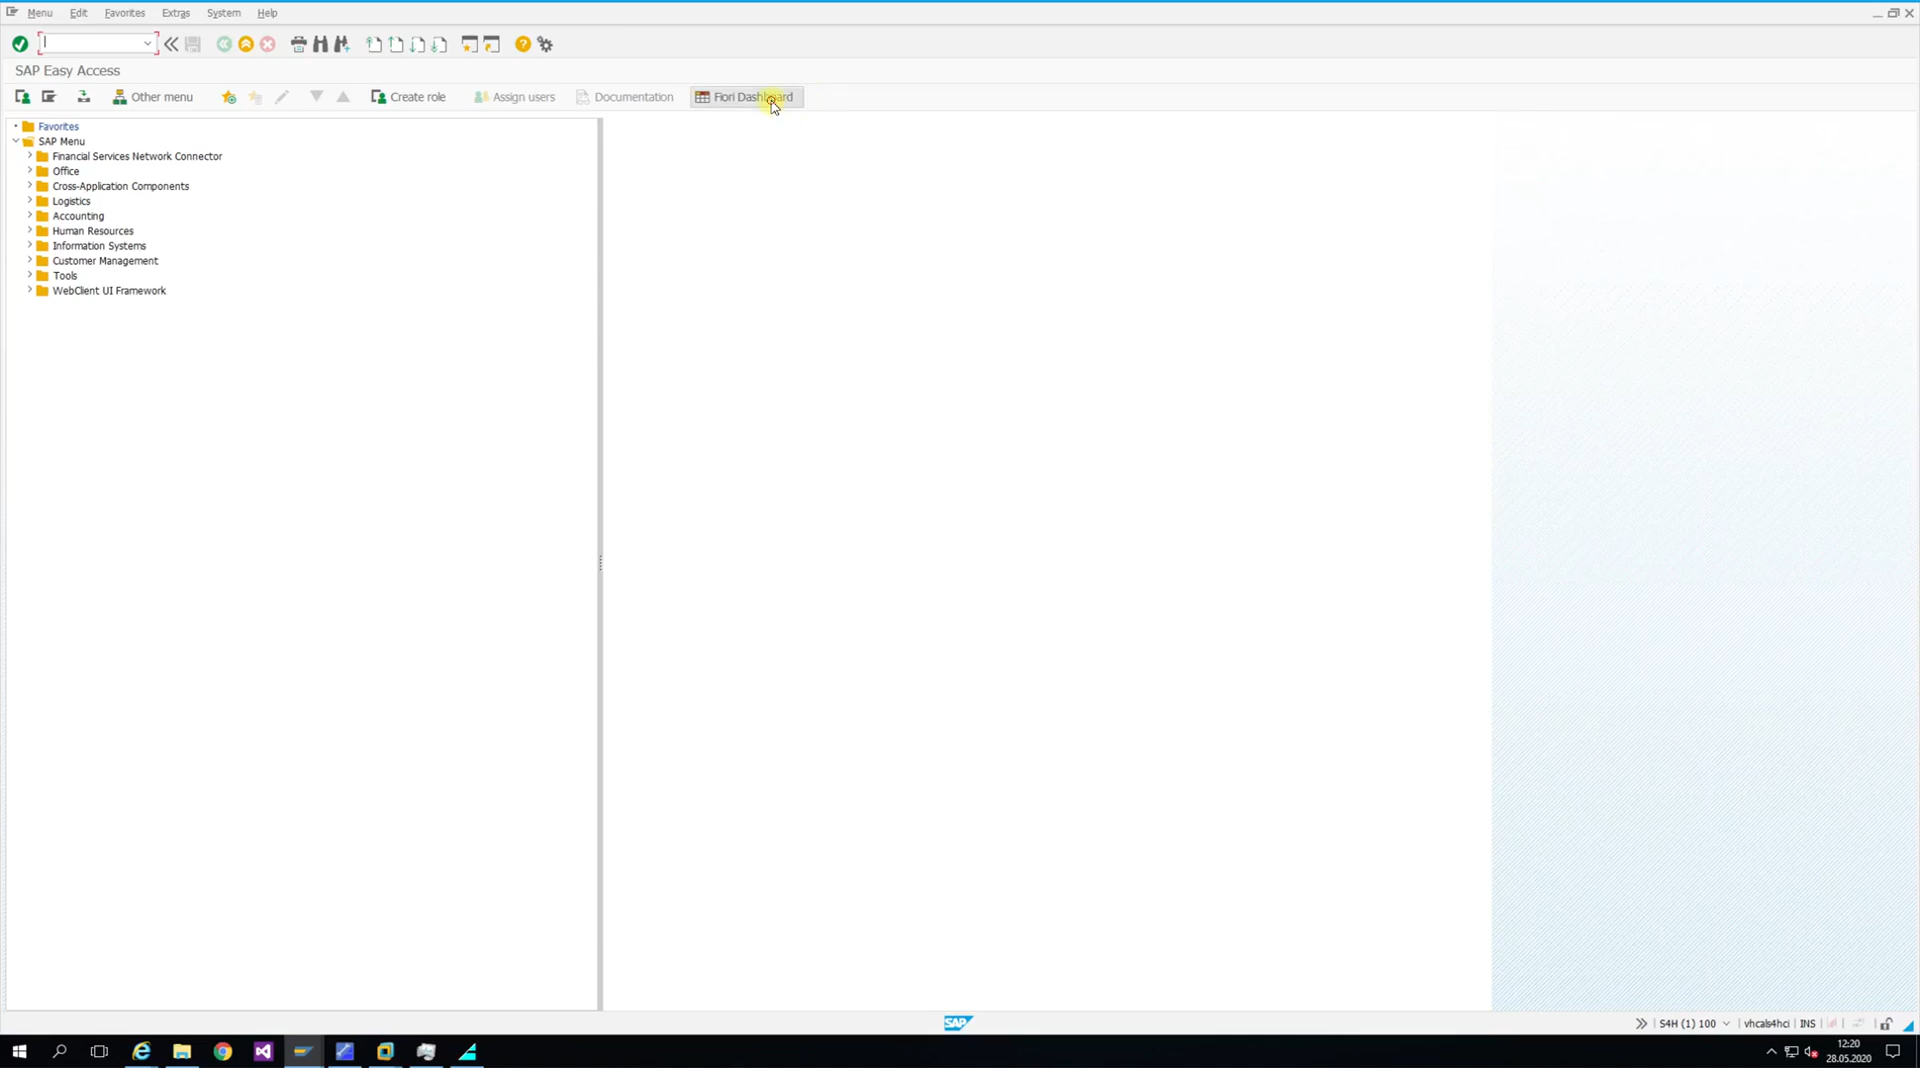 Menu Edit Favorites Extras System Help
SAP Easy Access
Other menu Create role Assign users Documentation Fiori Dashboard
Favorites
SAP Menu
Financial Services Network Connector
Office
Cross-Application Components
Logistics
Accounting
Human Resources
Information Systems
Customer Management
Tools
WebClient UI Framework
SAP S4H (1) 100 vhcals4hci INS
12:20
28.05.2020